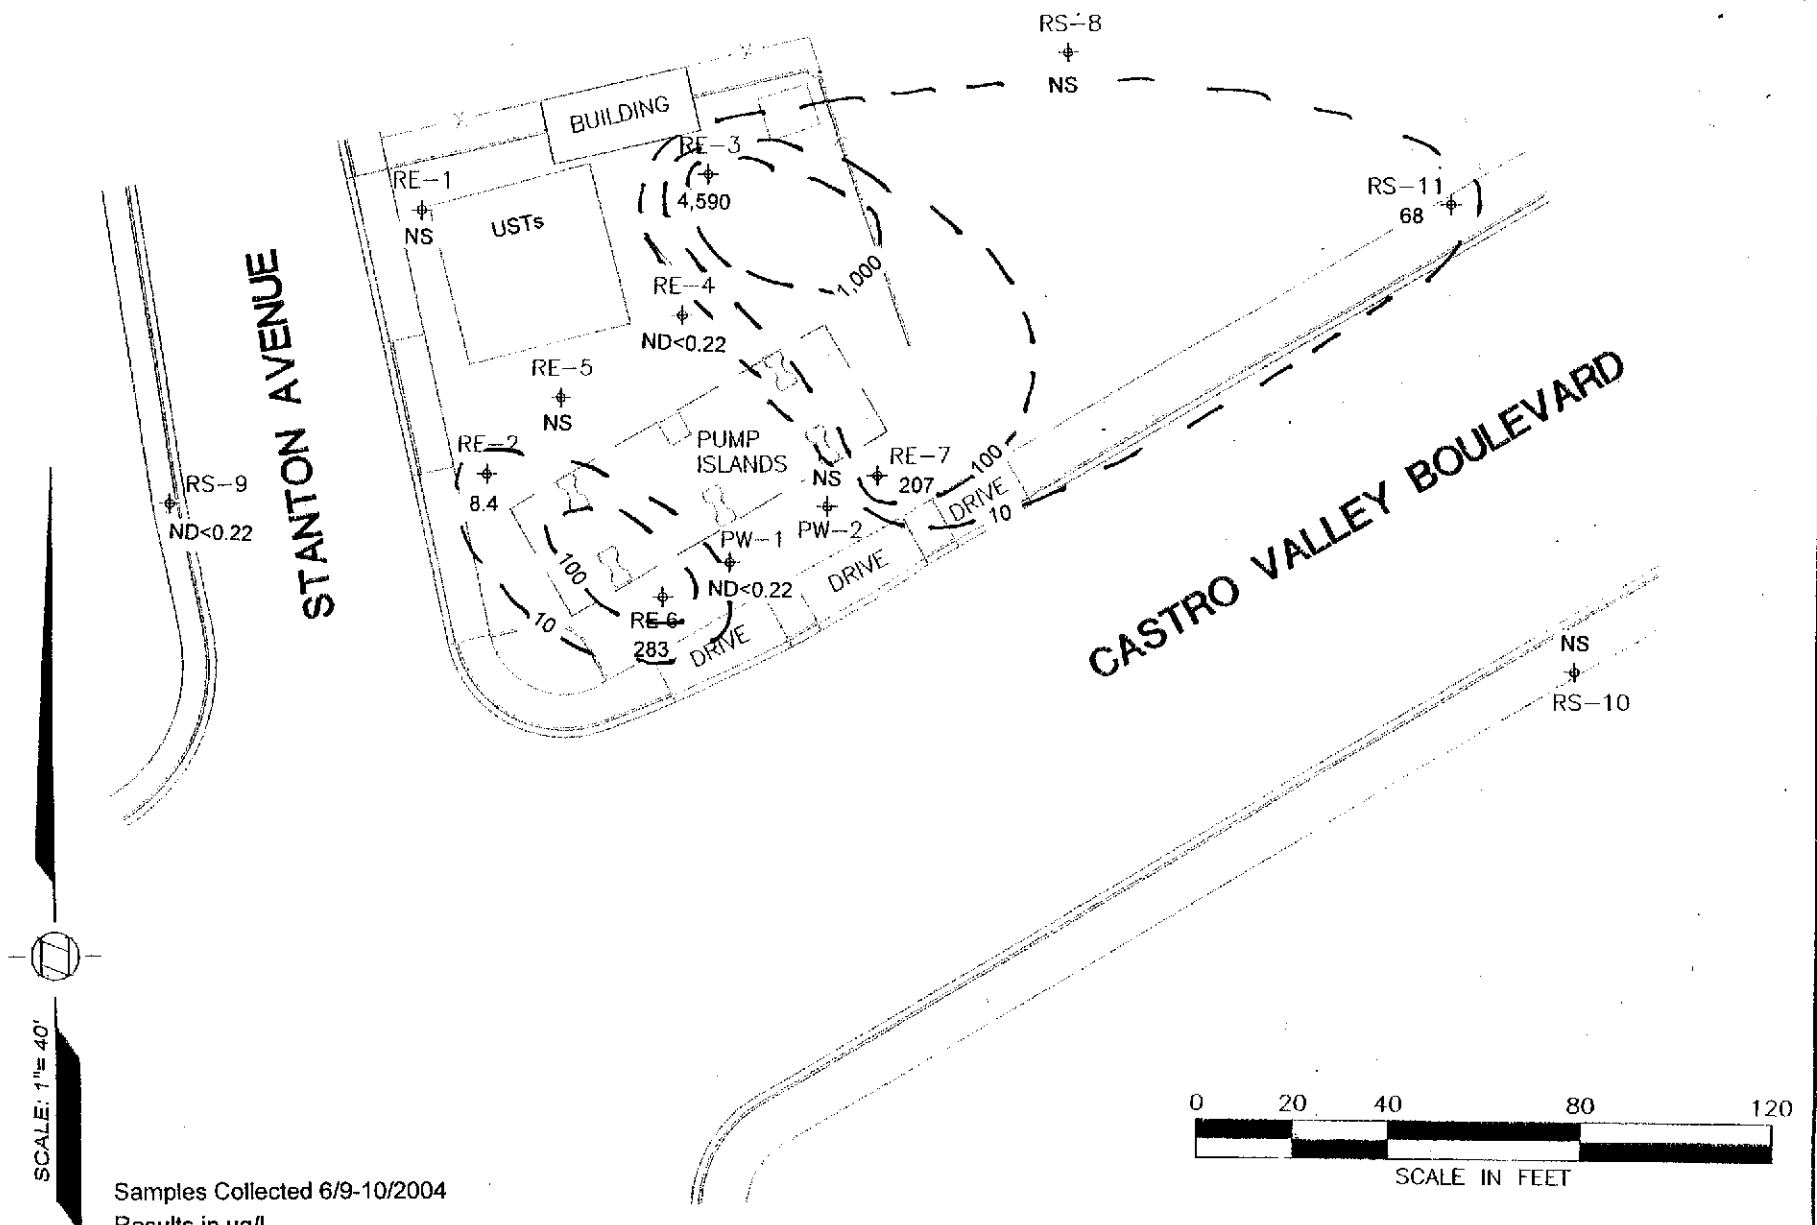 RS-8
NS
BUILDING
RE-3
4,590
RE-1
NS
USTs
RS-11
68
STANTON AVENUE
1,000
RE-4
ND<0.22
RE-5
NS
RE-2
8.4
PUMP
ISLANDS
RE-7
207
100
NS
PW-2
DRIVE
10
RS-9
ND<0.22
PW-1
ND<0.22
DRIVE
100
10
RE-6
283
DRIVE
CASTRO VALLEY BOULEVARD
NS
RS-10
SCALE: 1"= 40'
0 20 40 80 120
SCALE IN FEET
Samples Collected 6/9-10/2004
Results in ug/l